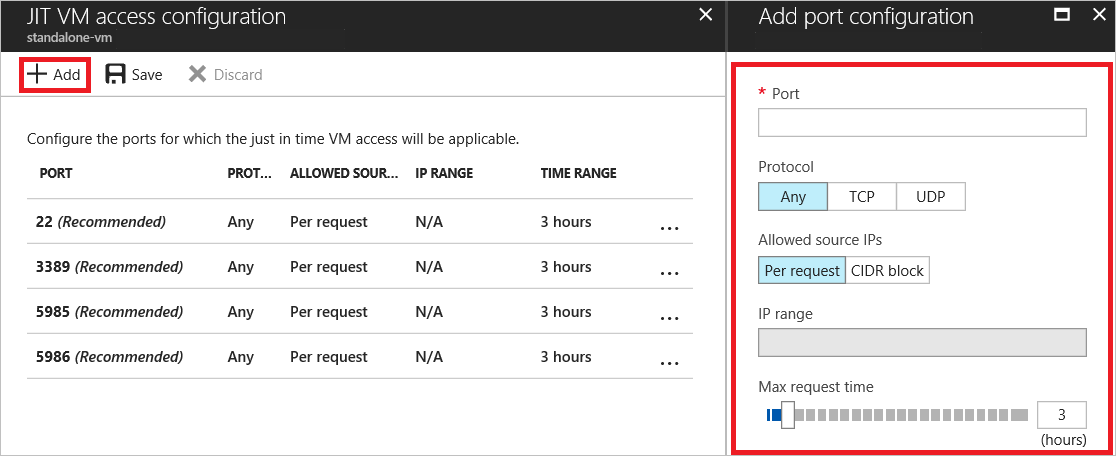 JIT VM access configuration
standalone-vm
Add Save Discard
Configure the ports for which the just in time VM access will be applicable.
PORT PROT... ALLOWED SOUR... IP RANGE TIME RANGE
22 (Recommended) Any Per request N/A 3 hours ...
3389 (Recommended) Any Per request N/A 3 hours ...
5985 (Recommended) Any Per request N/A 3 hours ...
5986 (Recommended) Any Per request N/A 3 hours ...
Add port configuration
* Port
Protocol
Any TCP UDP
Allowed source IPs
Per request CIDR block
IP range
Max request time
3
(hours)